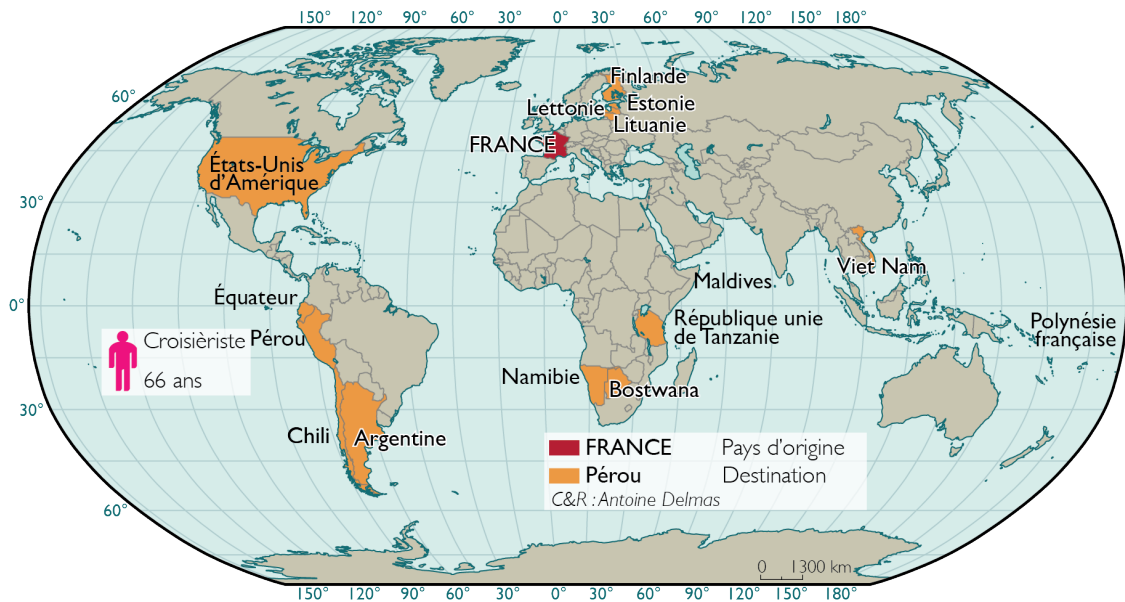 150° 120° 90° 60° 30° 0° 30° 60° 90° 120° 150° 180°
60°
30°
0°
30°
60°
Finlande
Lettonie
Estonie
Lituanie
FRANCE
États-Unis
d'Amérique
Viet Nam
Maldives
Équateur
République unie
de Tanzanie
Polynésie
française
Croisièriste
66 ans
Pérou
Namibie
Bostwana
Chili
Argentine
FRANCE Pays d'origine
Pérou Destination
C&R : Antoine Delmas
0 1300 km
150° 120° 90° 60° 30° 0° 30° 60° 90° 120° 150° 180°